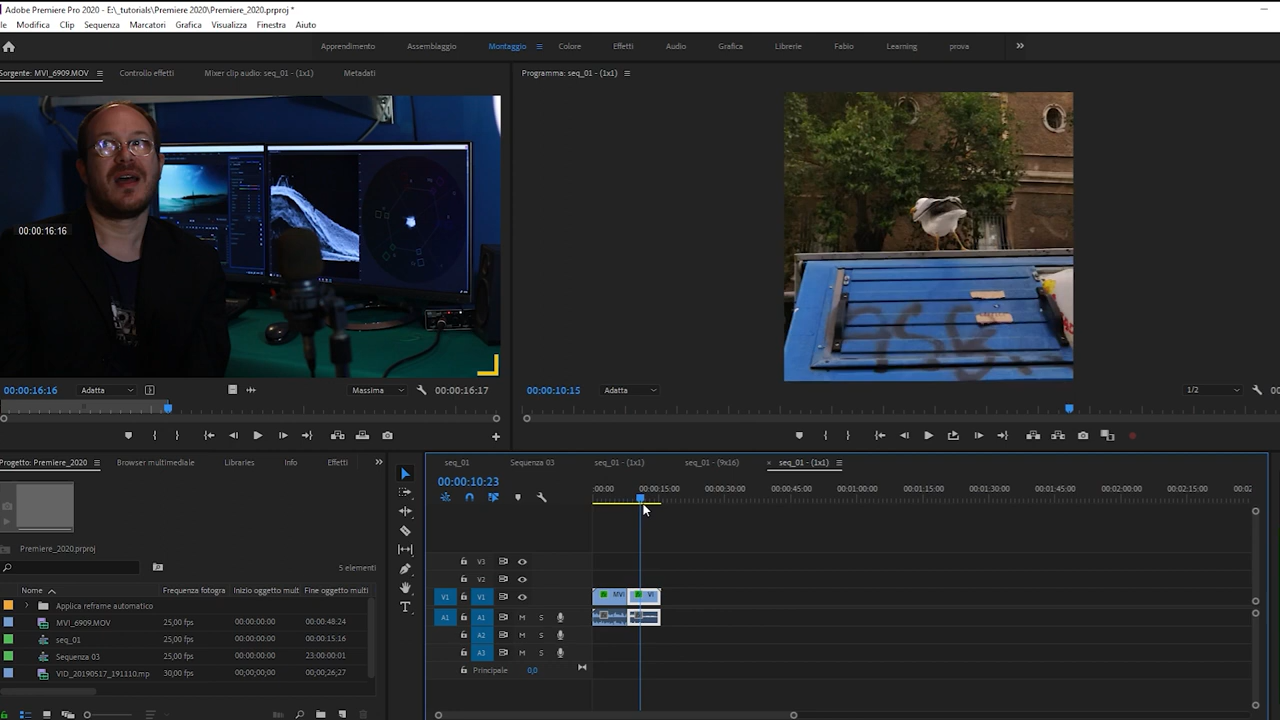 Adobe Premiere Pro 2020 - E:\_tutorials\Premiere 2020\Premiere_2020.prproj *
Modifica Clip Sequenza Marcatori Grafica Visualizza Finestra Aiuto
Apprendimento Assemblaggio Montaggio Colore Effetti Audio Grafica Librerie Fabio Learning prova
Sorgente: MVI_6909.MOV Controllo effetti Mixer clip audio: seq_01 - (1x1) Metadati
Programma: seq_01 - (1x1)
00:00:16:16
00:00:16:16 Adatta Massima 00:00:16:17
00:00:10:15 Adatta 1/2
Progetto: Premiere_2020 Browser multimediale Libraries Info Effetti
Premiere_2020.prproj
5 elementi
Nome Frequenza fotogra Inizio oggetto mult Fine oggetto multi
Applica reframe automatico
MVI_6909.MOV 25,00 fps 00:00:00:00 00:00:48:24
seq_01 25,00 fps 00:00:00:00 00:00:15:16
Sequenza 03 25,00 fps 00:00:00:00 23:00:00:01
VID_20190517_191110.mp 30,00 fps 00;00;00;00 00;00;26;27
seq_01 Sequenza 03 seq_01 - (1x1) seq_01 - (9x16) × seq_01 - (1x1)
00:00:10:23
:00:00 00:00:15:00 00:00:30:00 00:00:45:00 00:01:00:00 00:01:15:00 00:01:30:00 00:01:45:00 00:02:00:00 00:02:15:00 00:02
V3
V2
V1 V1 MVI VI
A1 A1 M S
A2 M S
A3 M S
Principale 0,0